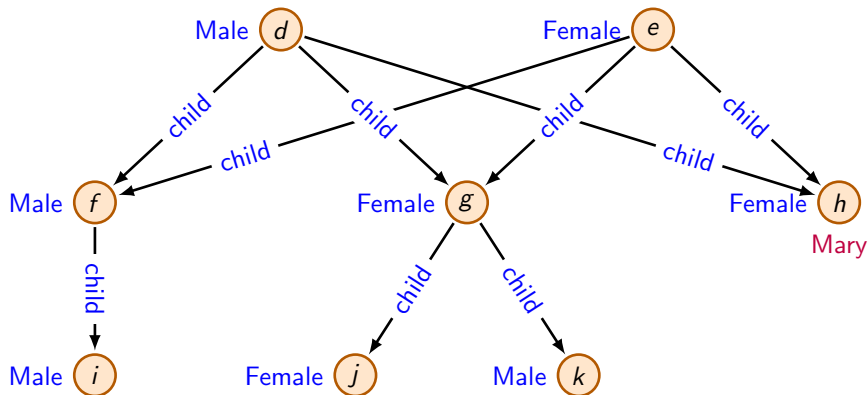 Male d Female e
child child child child
child child
Male f Female g Female h
Mary
child child child
Male i Female j Male k